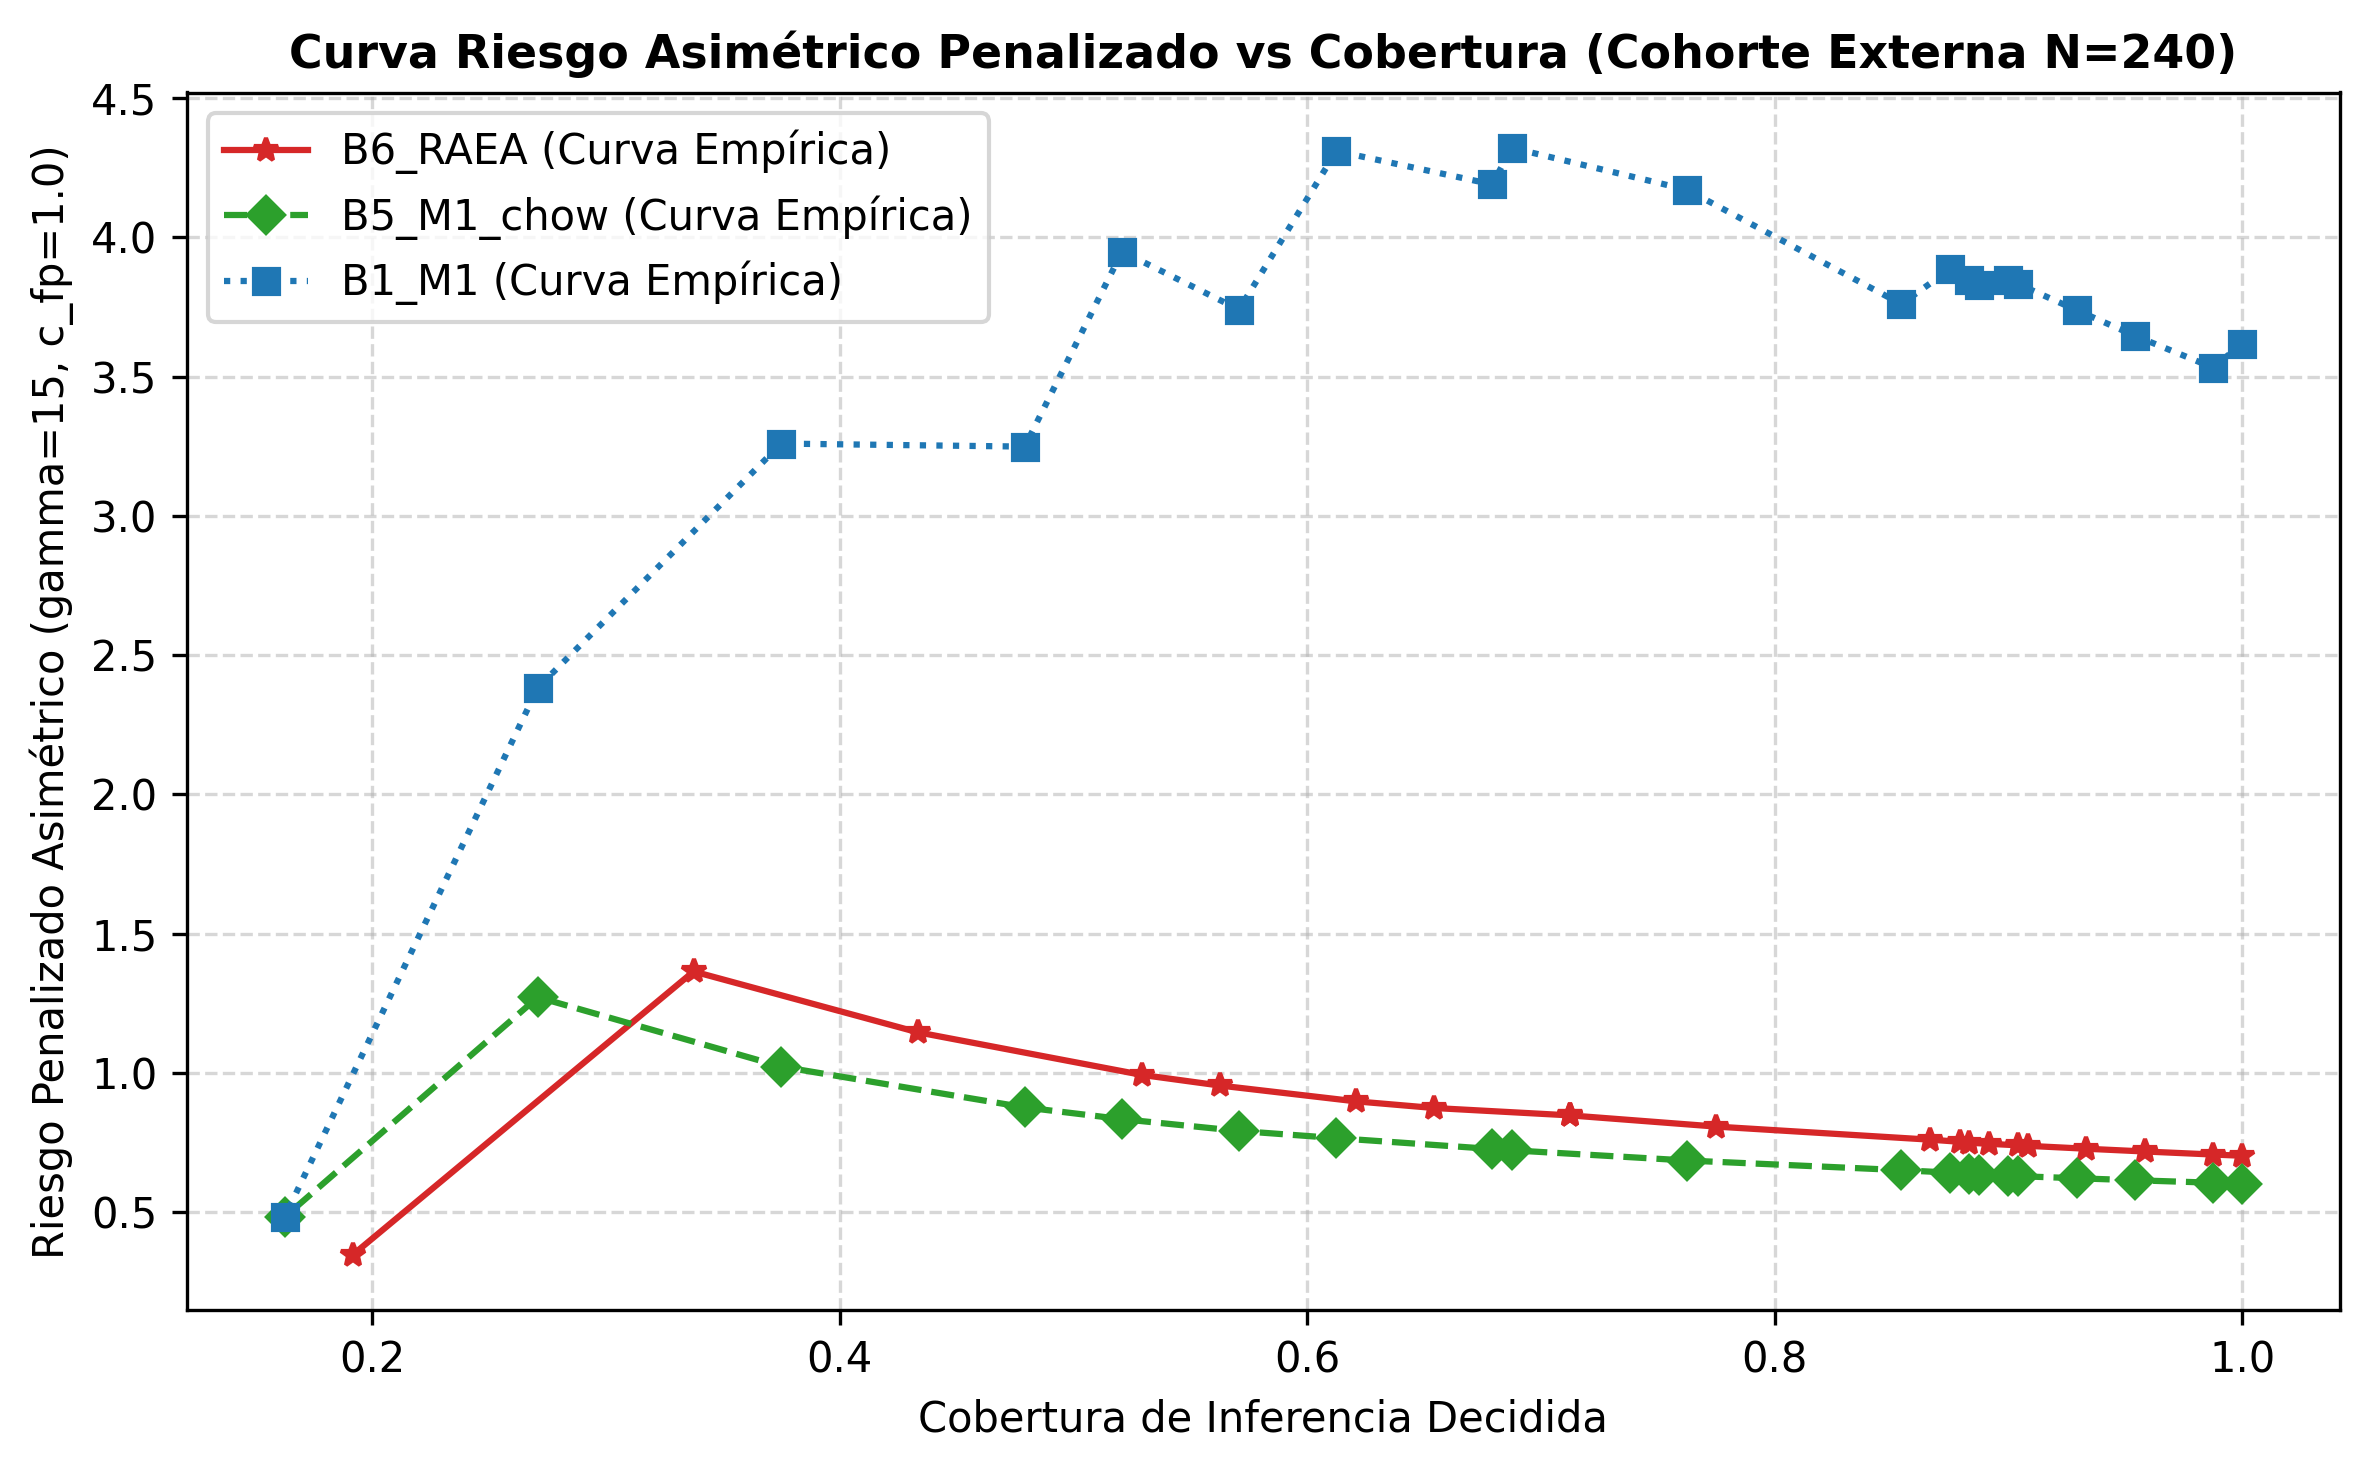 Curva Riesgo Asimétrico Penalizado vs Cobertura (Cohorte Externa N=240)
Riesgo Penalizado Asimétrico (gamma=15, c_fp=1.0)
4.5
4.0
3.5
3.0
2.5
2.0
1.5
1.0
0.5
B6_RAEA (Curva Empírica)
B5_M1_chow (Curva Empírica)
B1_M1 (Curva Empírica)
0.2 0.4 0.6 0.8 1.0
Cobertura de Inferencia Decidida